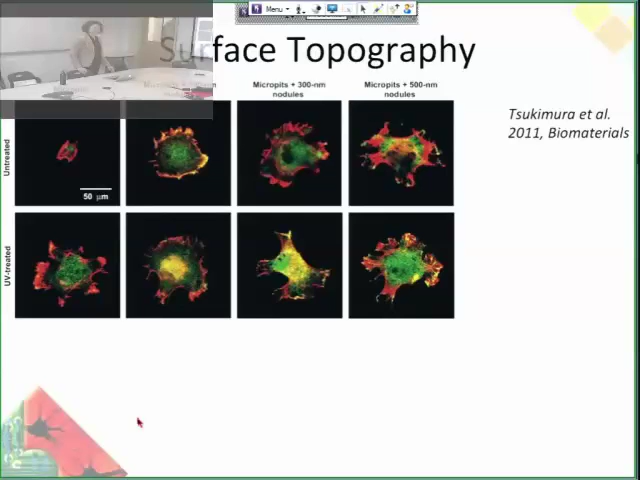 Menu
Surface Topography
Micropits + 300-nm
nodules
Micropits + 500-nm
nodules
Tsukimura et al.
2011, Biomaterials
Untreated
50 μm
UV-treated